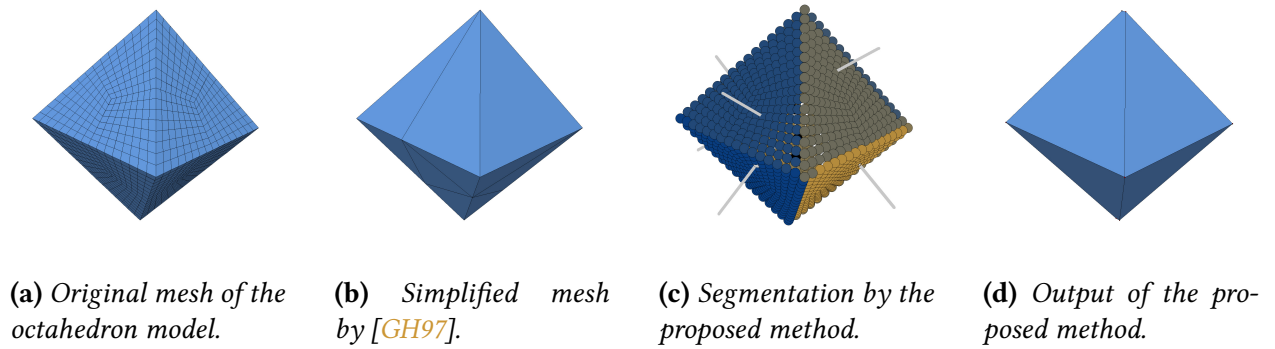 (a) Original mesh of the
octahedron model.
(b) Simplified mesh
by [GH97].
(c) Segmentation by the
proposed method.
(d) Output of the pro-
posed method.